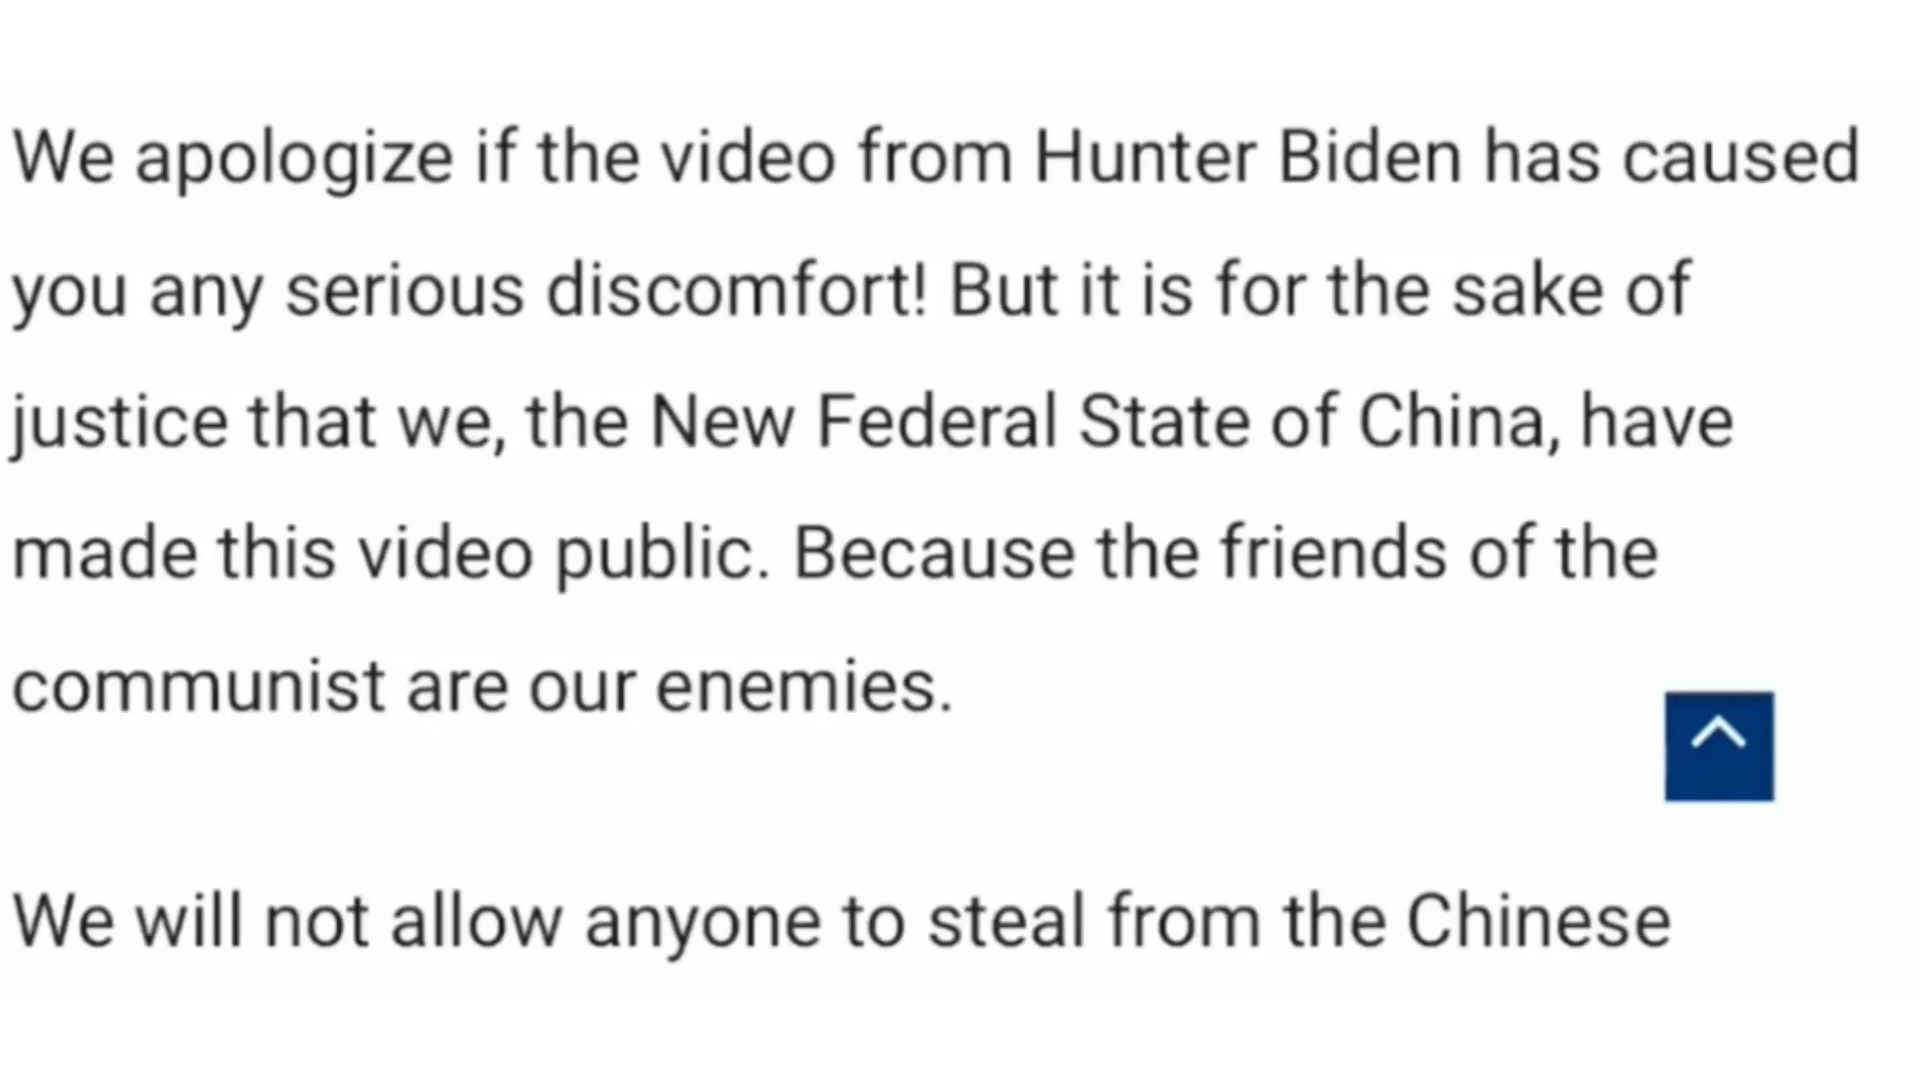 We apologize if the video from Hunter Biden has caused
you any serious discomfort! But it is for the sake of
justice that we, the New Federal State of China, have
made this video public. Because the friends of the
communist are our enemies.
We will not allow anyone to steal from the Chinese